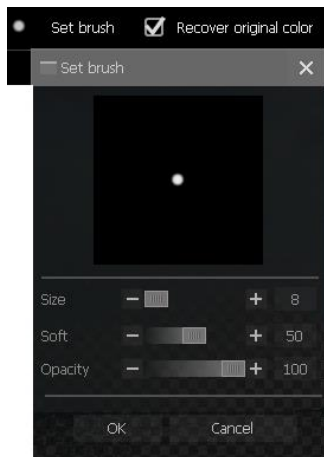 Set brush Recover original color
Set brush
Size 8
Soft 50
Opacity 100
OK Cancel